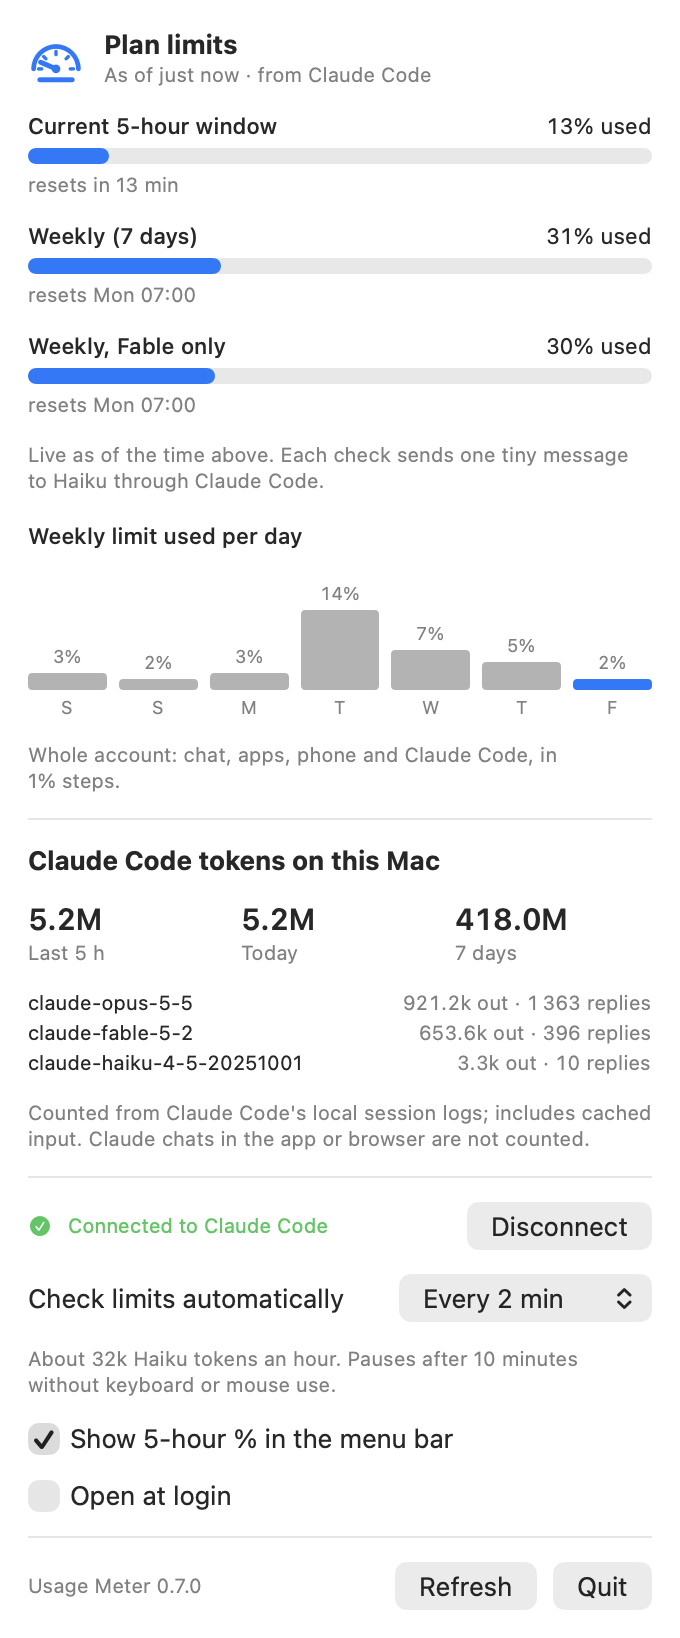 Plan limits
As of just now · from Claude Code
Current 5-hour window 13% used
resets in 13 min
Weekly (7 days) 31% used
resets Mon 07:00
Weekly, Fable only 30% used
resets Mon 07:00
Live as of the time above. Each check sends one tiny message
to Haiku through Claude Code.
Weekly limit used per day
3% 2% 3% 14% 7% 5% 2%
S S M T W T F
Whole account: chat, apps, phone and Claude Code, in
1% steps.
Claude Code tokens on this Mac
5.2M 5.2M 418.0M
Last 5 h Today 7 days
claude-opus-5-5 921.2k out · 1 363 replies
claude-fable-5-2 653.6k out · 396 replies
claude-haiku-4-5-20251001 3.3k out · 10 replies
Counted from Claude Code's local session logs; includes cached
input. Claude chats in the app or browser are not counted.
Connected to Claude Code Disconnect
Check limits automatically Every 2 min
About 32k Haiku tokens an hour. Pauses after 10 minutes
without keyboard or mouse use.
Show 5-hour % in the menu bar
Open at login
Usage Meter 0.7.0 Refresh Quit